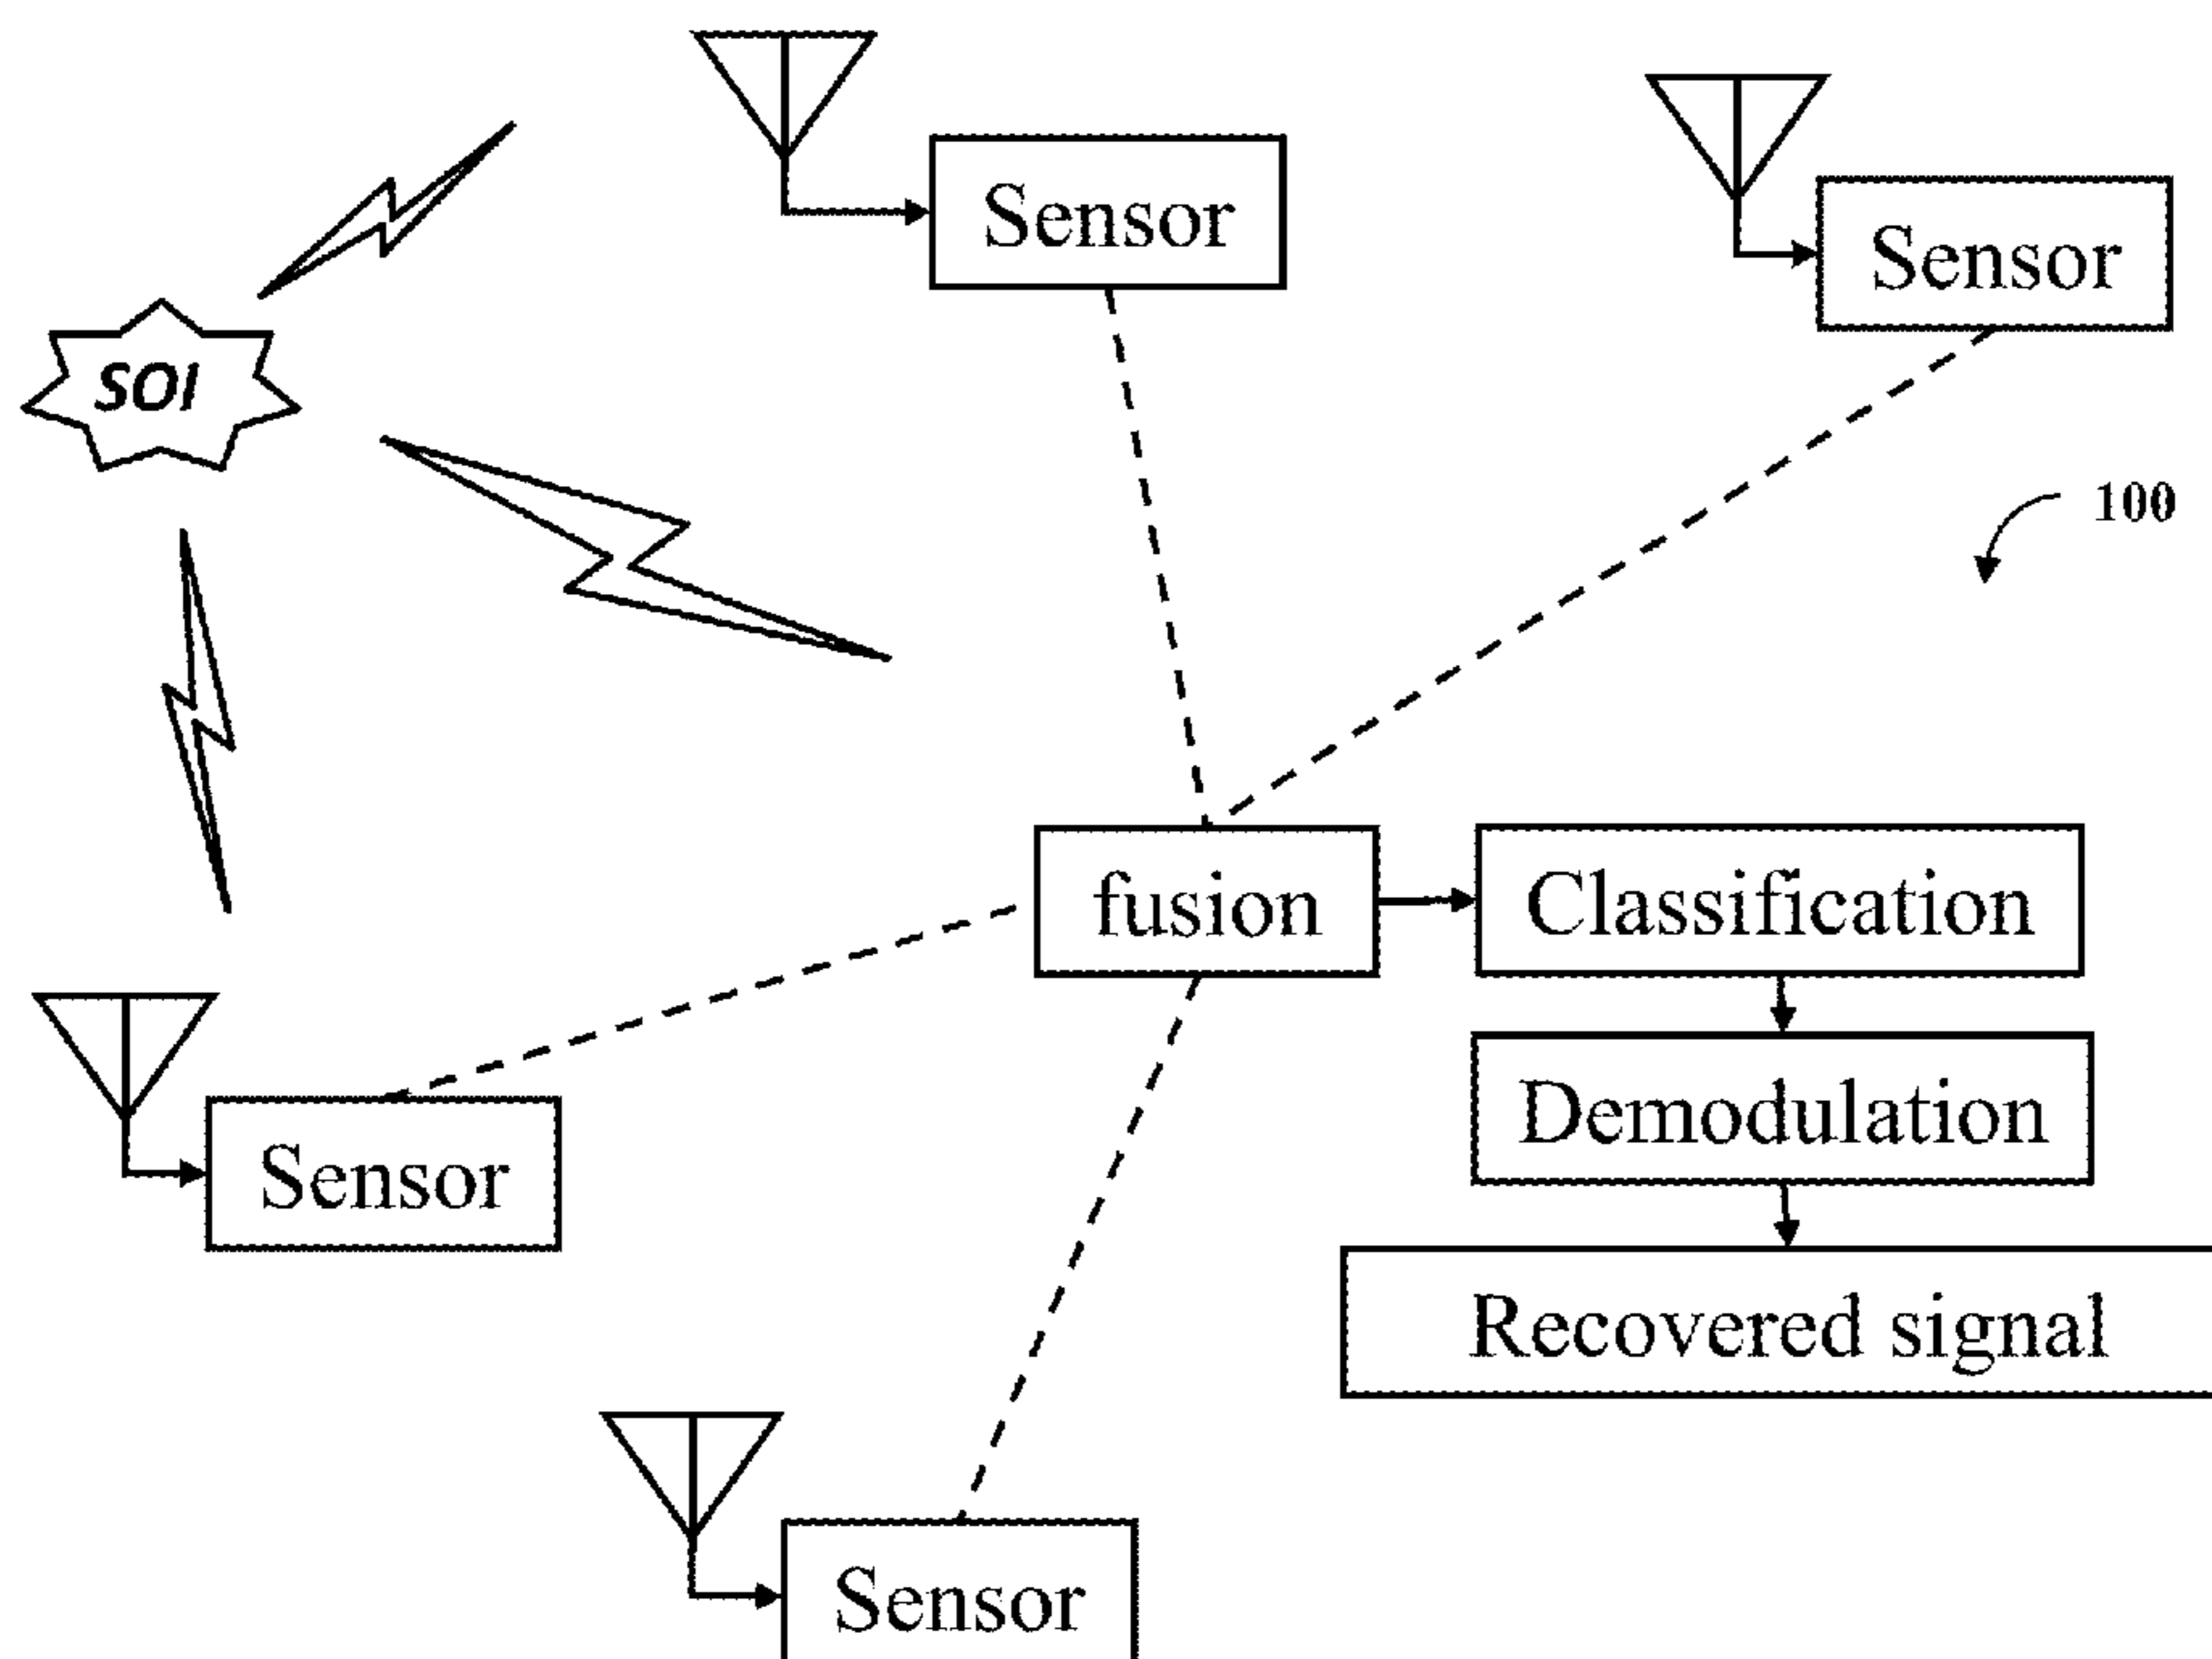 Sensor
Sensor
SOI
100
fusion
Classification
Demodulation
Sensor
Recovered signal
Sensor